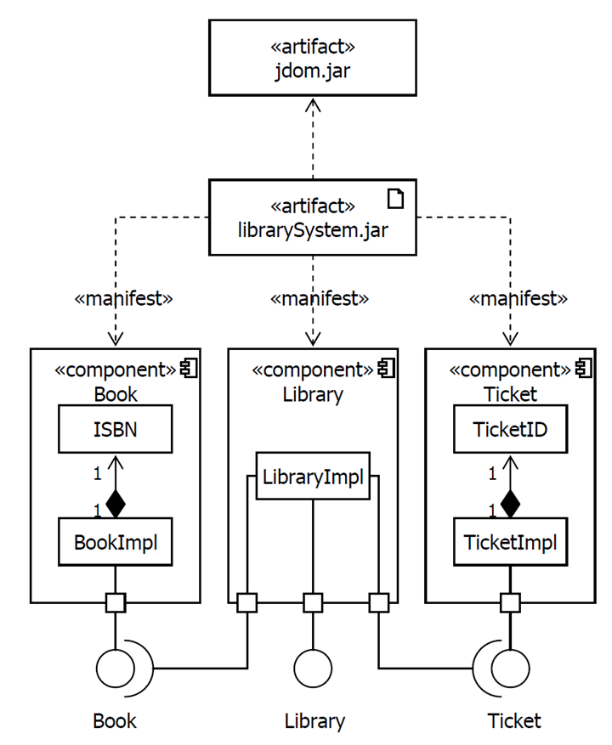 «artifact»
jdom.jar
«artifact»
librarySystem.jar
«manifest» «manifest» «manifest»
«component» «component» «component»
Book Library Ticket
ISBN TicketID
LibraryImpl
1 1
1 1
BookImpl TicketImpl
Book Library Ticket